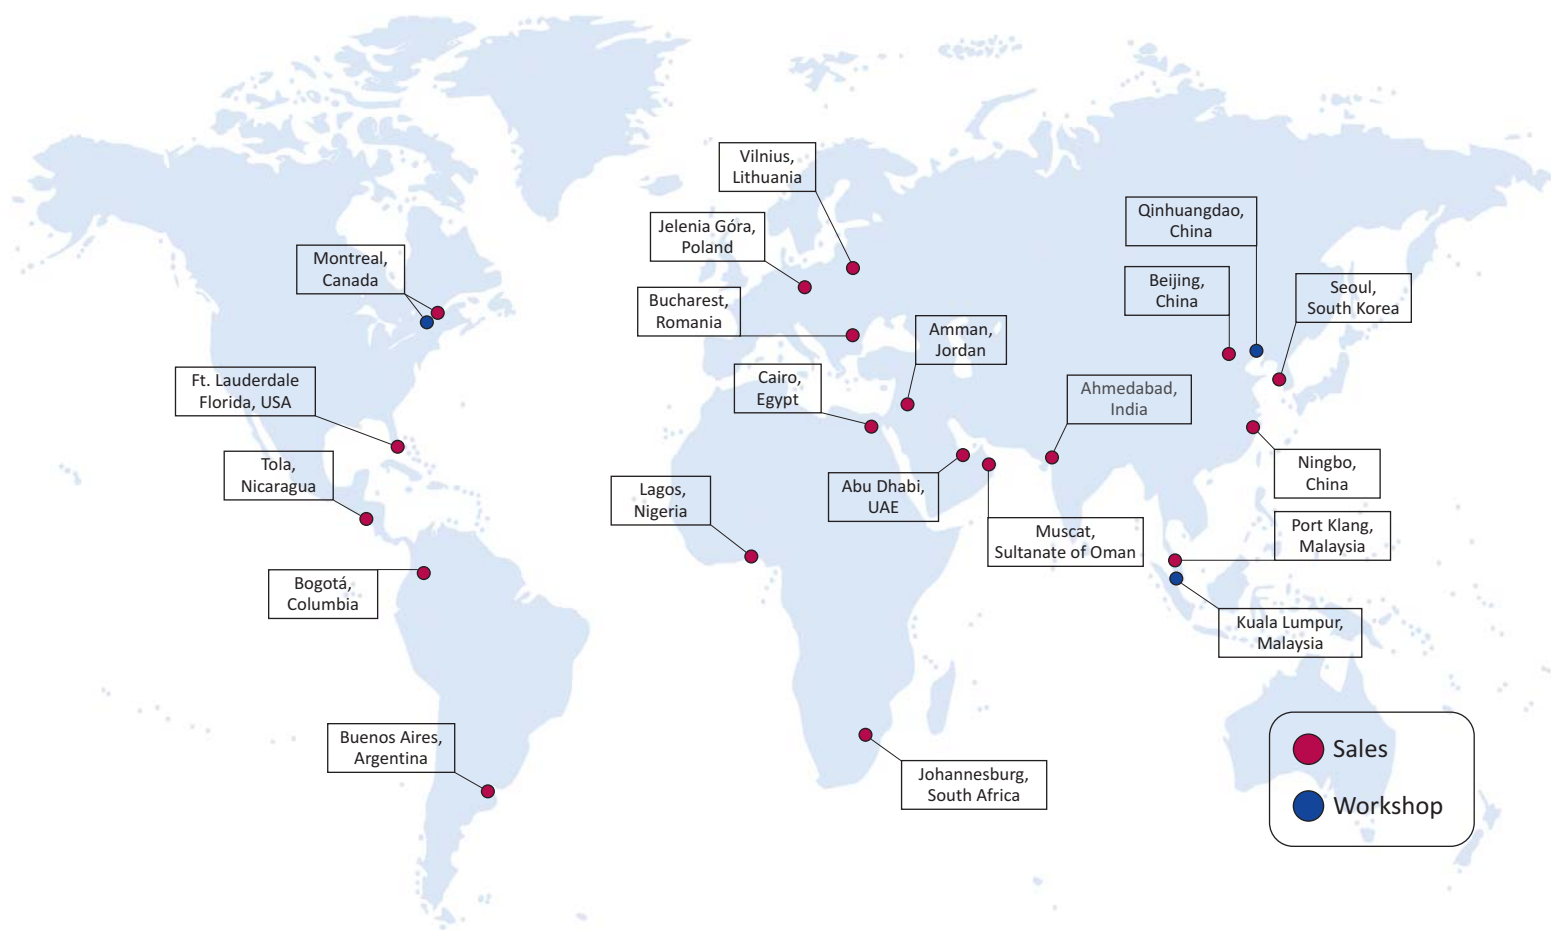 Vilnius,
Lithuania
Jelenia Góra,
Poland
Qinhuangdao,
China
Montreal,
Canada
Bucharest,
Romania
Beijing,
China
Seoul,
South Korea
Amman,
Jordan
Ft. Lauderdale
Florida, USA
Cairo,
Egypt
Ahmedabad,
India
Tola,
Nicaragua
Lagos,
Nigeria
Abu Dhabi,
UAE
Ningbo,
China
Muscat,
Sultanate of Oman
Port Klang,
Malaysia
Bogotá,
Columbia
Kuala Lumpur,
Malaysia
Buenos Aires,
Argentina
Johannesburg,
South Africa
Sales
Workshop